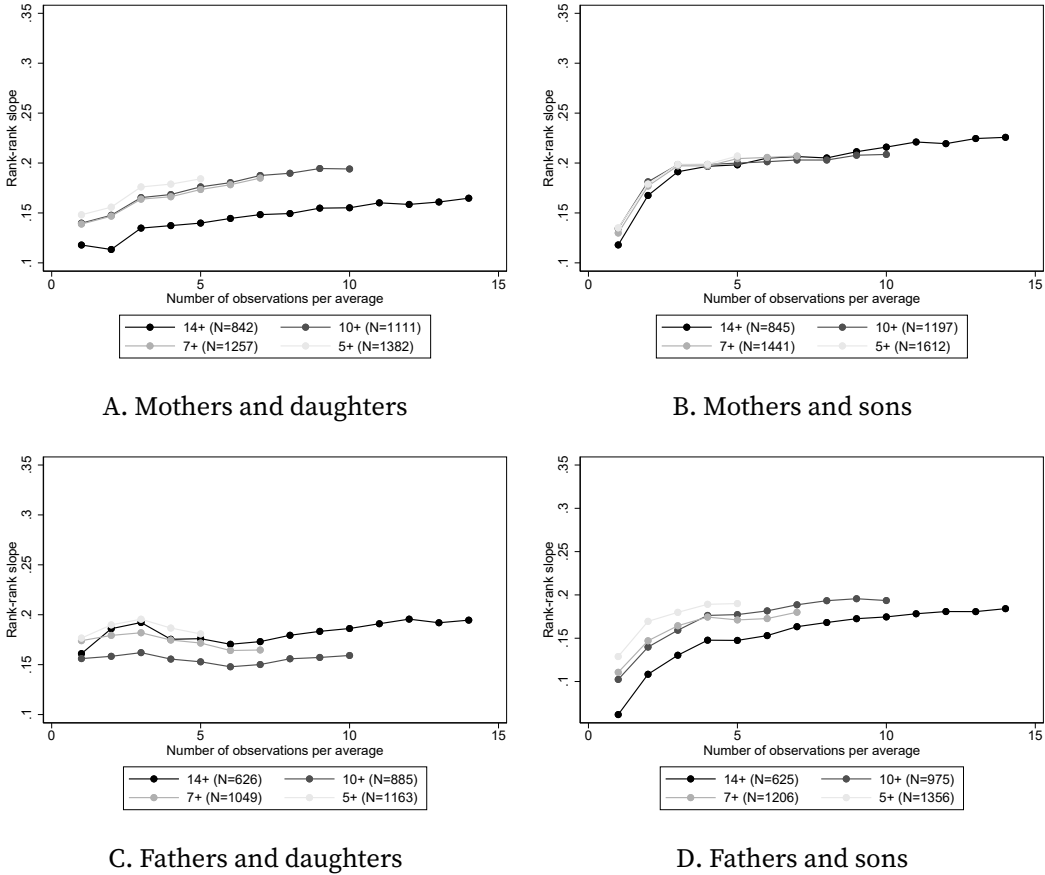 .35
.3
.25
.2
.15
.1
Rank-rank slope
0 5 10 15
Number of observations per average
14+ (N=842) 10+ (N=1111)
7+ (N=1257) 5+ (N=1382)
A. Mothers and daughters
.35
.3
.25
.2
.15
.1
Rank-rank slope
0 5 10 15
Number of observations per average
14+ (N=845) 10+ (N=1197)
7+ (N=1441) 5+ (N=1612)
B. Mothers and sons
.35
.3
.25
.2
.15
.1
Rank-rank slope
0 5 10 15
Number of observations per average
14+ (N=626) 10+ (N=885)
7+ (N=1049) 5+ (N=1163)
C. Fathers and daughters
.35
.3
.25
.2
.15
.1
Rank-rank slope
0 5 10 15
Number of observations per average
14+ (N=625) 10+ (N=975)
7+ (N=1206) 5+ (N=1356)
D. Fathers and sons